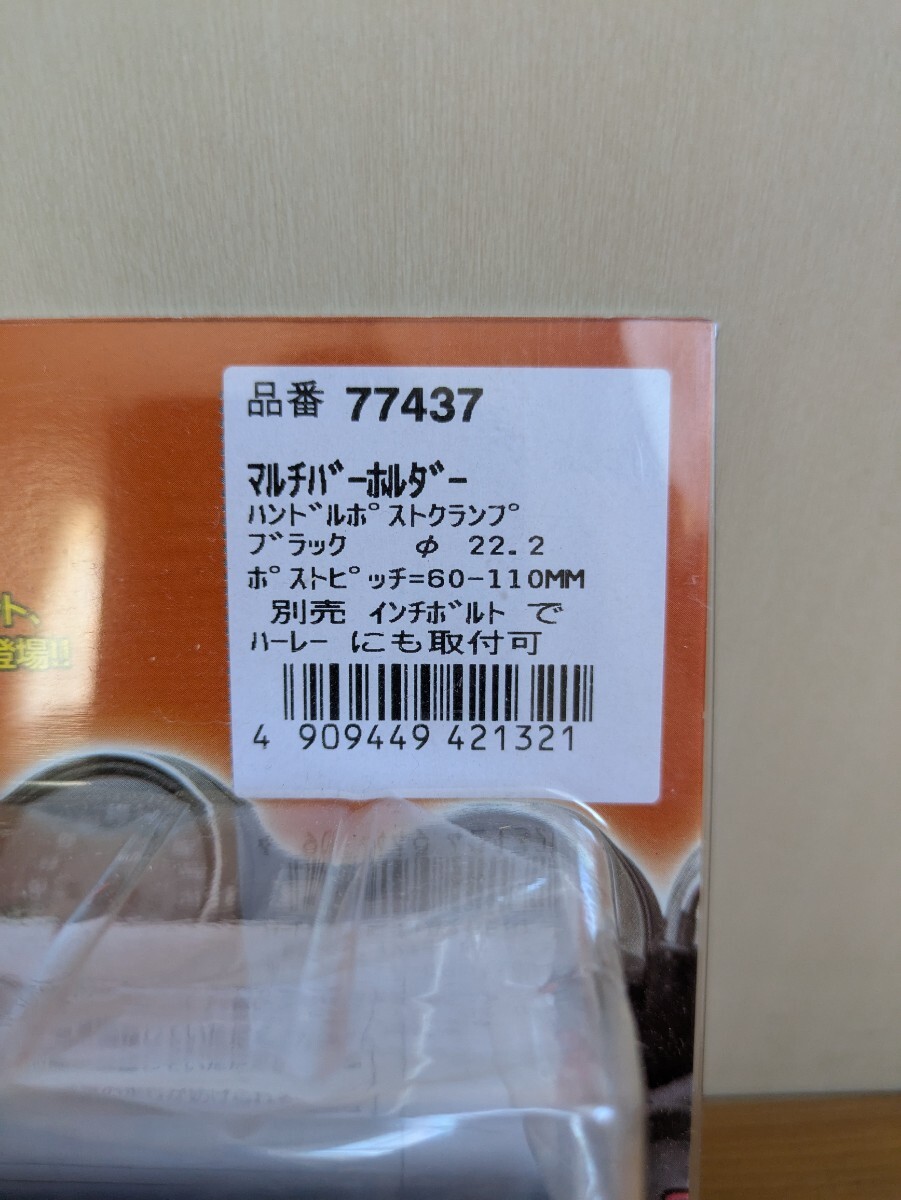 品番 77437
ﾏﾙﾁﾊﾞｰﾎﾙﾀﾞｰ
ﾊﾝﾄﾞﾙﾎﾟｽﾄｸﾗﾝﾌﾟ
ﾌﾞﾗｯｸ φ 22.2
ﾎﾟｽﾄﾋﾟｯﾁ=60-110MM
別売 ｲﾝﾁﾎﾞﾙﾄ で
ﾊｰﾚｰ にも取付可
4 909449 421321
ト、
登場!!